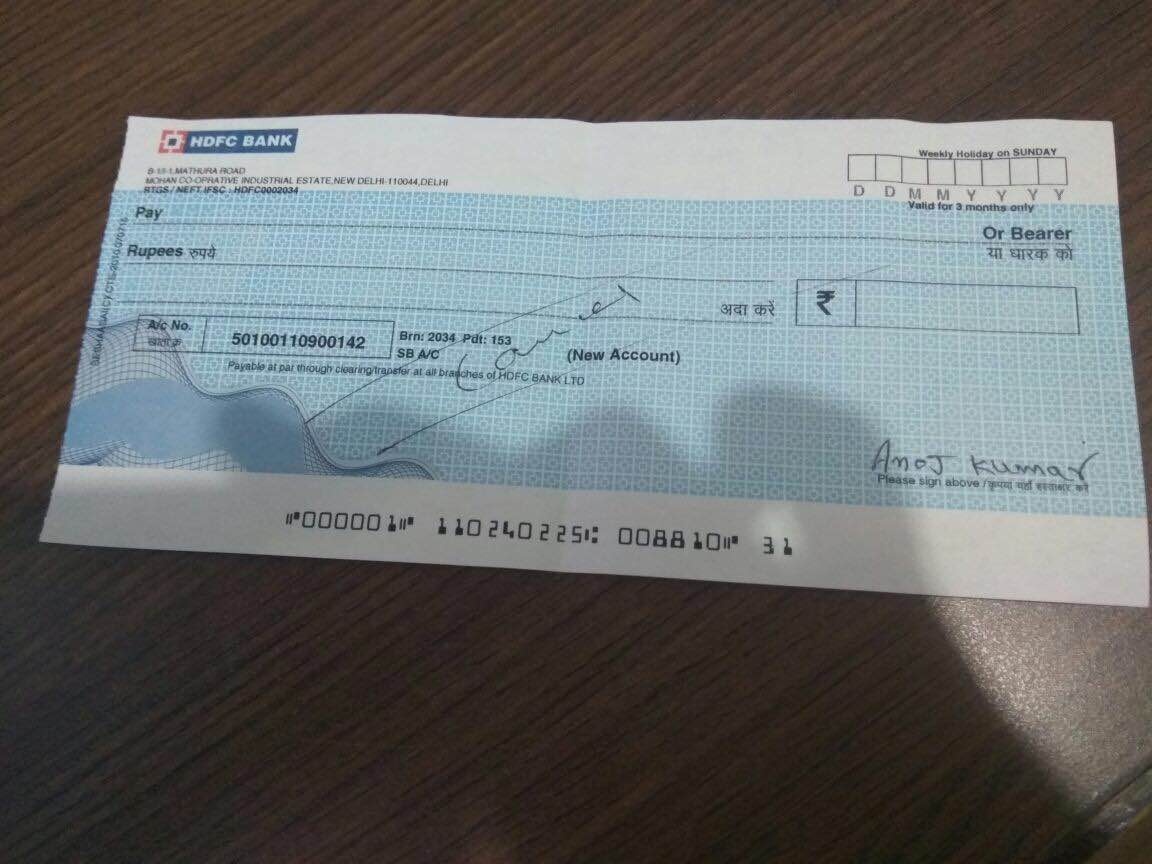 HDFC BANK
B-13-1, MATHURA ROAD
MOHAN CO-OPRATIVE INDUSTRIAL ESTATE,NEW DELHI-110044,DELHI
RTGS / NEFT IFSC : HDFC0002034
Weekly Holiday on SUNDAY
D D M M Y Y Y Y
Valid for 3 months only
Pay
Or Bearer
या धारक को
Rupees रुपये
अदा करें
₹
A/c No.
50100110900142
Brn: 2034 Pdt: 153
SB A/C
(New Account)
Payable at par through clearing/transfer at all branches of HDFC BANK LTD
Anoj Kumar
Please sign above / कृपया यहाँ हस्ताक्षर करें
⑈000001⑈ 110240225⑆ 008810⑈ 31